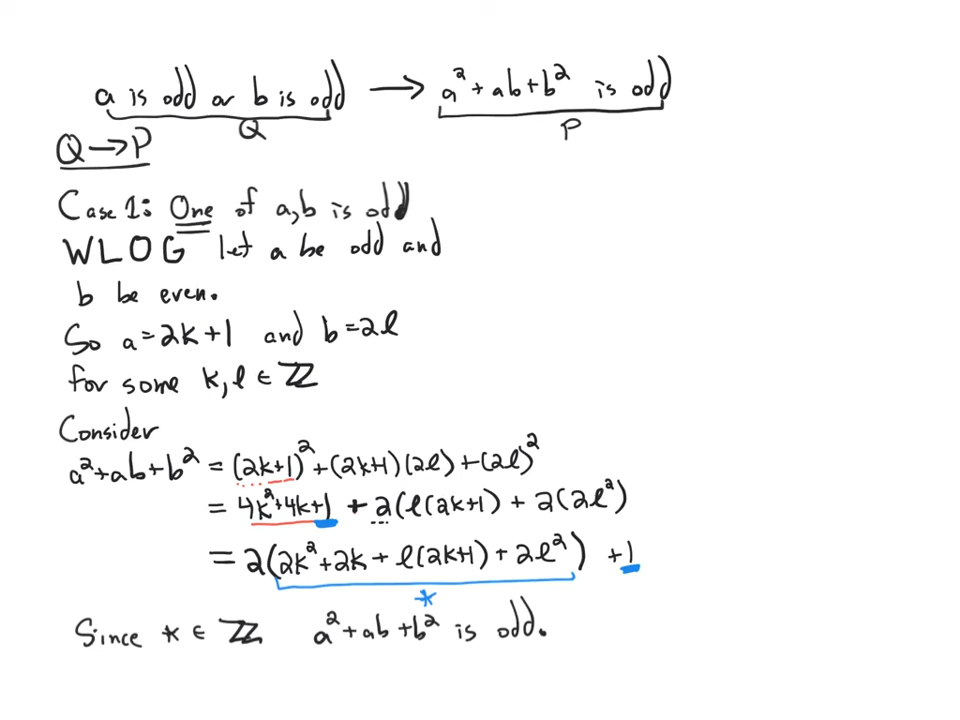 a is odd or b is odd → a² + ab + b² is odd
Q P
Q → P
Case 1: One of a,b is odd
WLOG let a be odd and
b be even.
So a = 2k + 1 and b = 2l
for some k, l ∈ ℤ
Consider
a² + ab + b² = (2k+1)² + (2k+1)(2l) + (2l)²
= 4k² + 4k + 1 + 2(l(2k+1) + 2(2l²)
= 2(2k² + 2k + l(2k+1) + 2l²) + 1
*
Since * ∈ ℤ a² + ab + b² is odd.